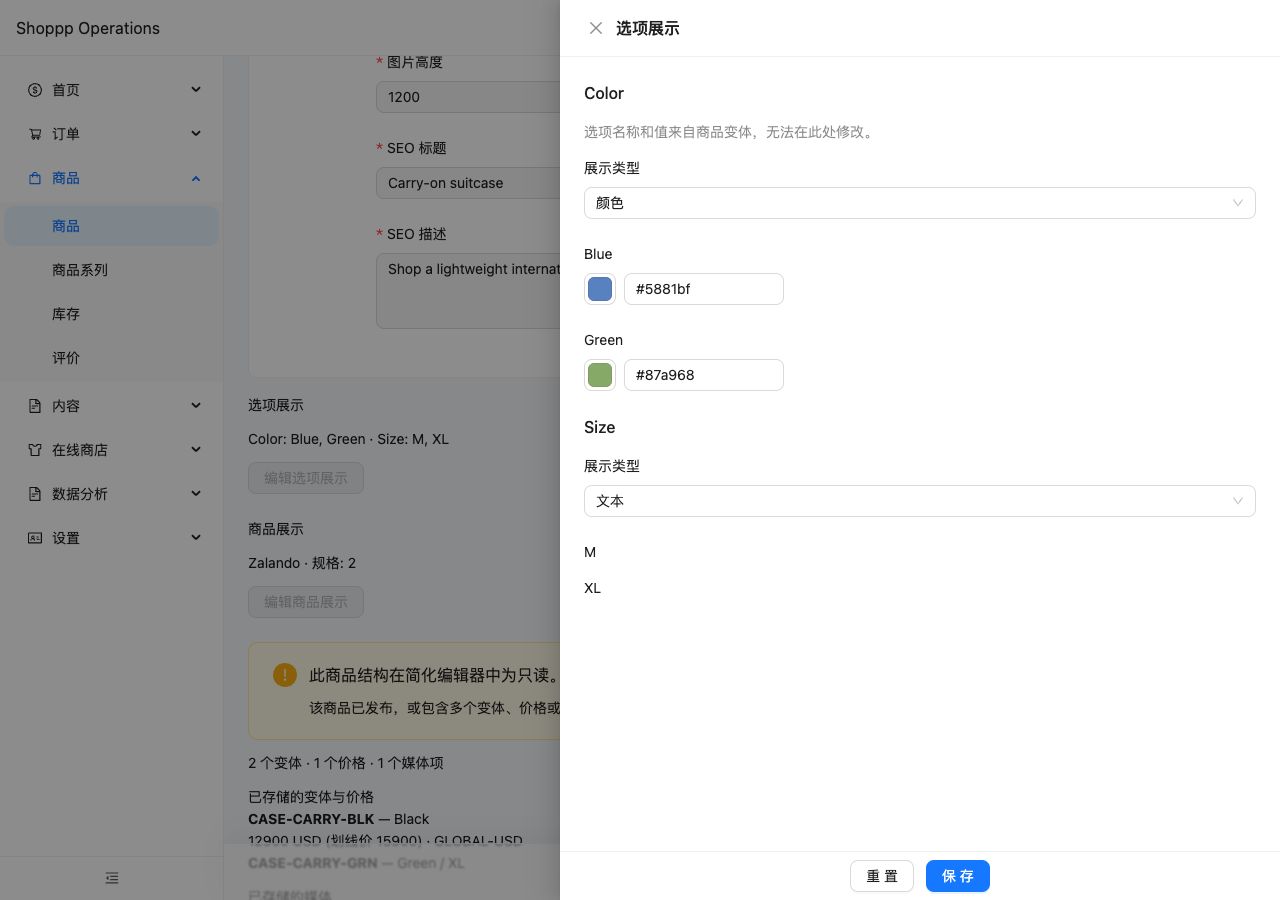 Shoppp Operations
首页
订单
商品
商品
商品系列
库存
评价
内容
在线商店
数据分析
设置
* 图片高度
1200
* SEO 标题
Carry-on suitcase
* SEO 描述
Shop a lightweight internat
选项展示
Color: Blue, Green · Size: M, XL
编辑选项展示
商品展示
Zalando · 规格: 2
编辑商品展示
此商品结构在简化编辑器中为只读。
该商品已发布，或包含多个变体、价格或
2 个变体 · 1 个价格 · 1 个媒体项
已存储的变体与价格
CASE-CARRY-BLK — Black
12900 USD (划线价 15900) · GLOBAL-USD
CASE-CARRY-GRN — Green / XL
已存储的媒体
选项展示
Color
选项名称和值来自商品变体，无法在此处修改。
展示类型
颜色
Blue
#5881bf
Green
#87a968
Size
展示类型
文本
M
XL
重 置
保 存